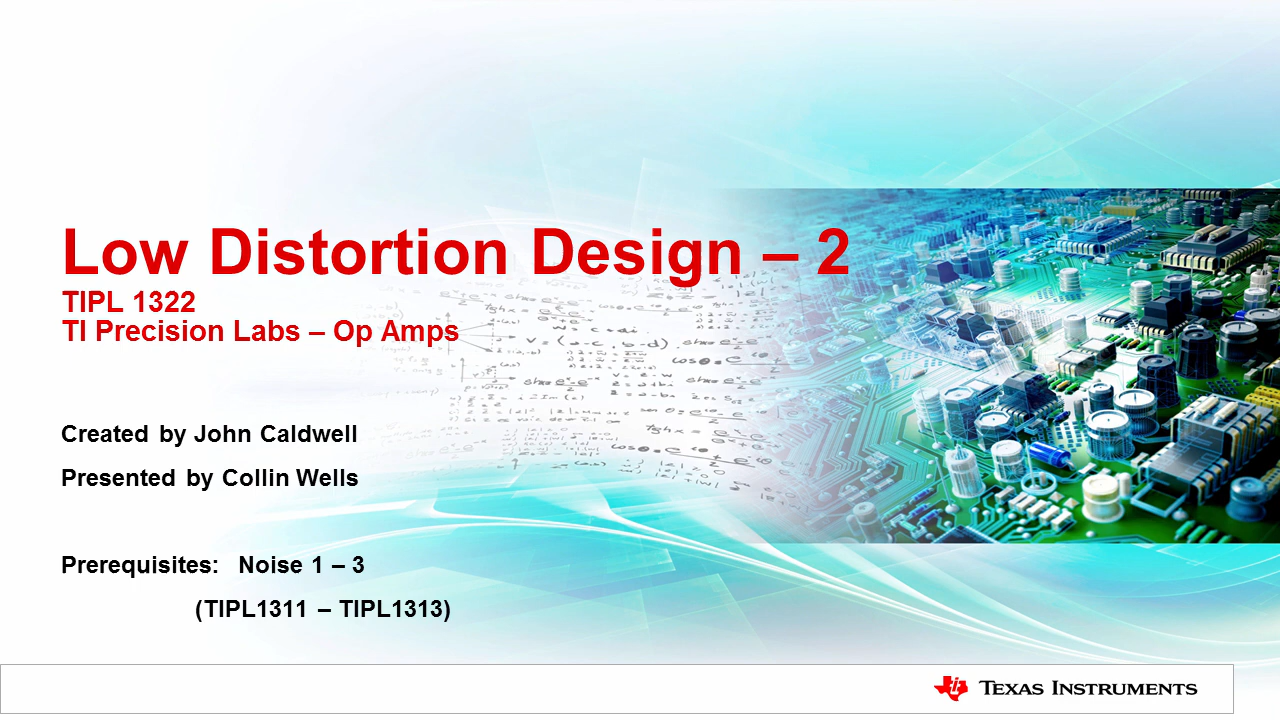 Low Distortion Design – 2
TIPL 1322
TI Precision Labs – Op Amps
Created by John Caldwell
Presented by Collin Wells
Prerequisites: Noise 1 – 3
(TIPL1311 – TIPL1313)
TEXAS INSTRUMENTS